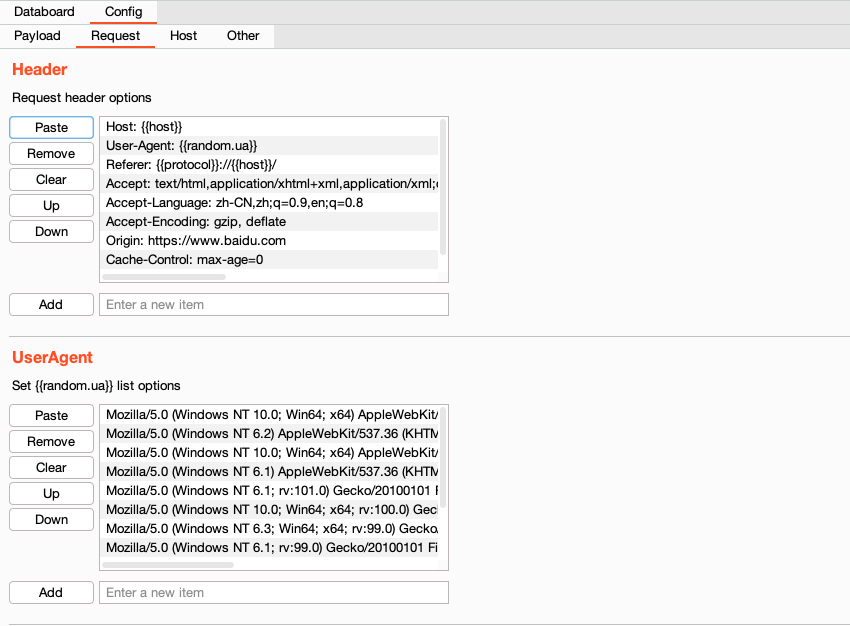 Databoard Config
Payload Request Host Other
Header
Request header options
Paste
Remove
Clear
Up
Down
Host: {{host}}
User-Agent: {{random.ua}}
Referer: {{protocol}}://{{host}}/
Accept: text/html,application/xhtml+xml,application/xml;
Accept-Language: zh-CN,zh;q=0.9,en;q=0.8
Accept-Encoding: gzip, deflate
Origin: https://www.baidu.com
Cache-Control: max-age=0
Add Enter a new item
UserAgent
Set {{random.ua}} list options
Paste
Remove
Clear
Up
Down
Mozilla/5.0 (Windows NT 10.0; Win64; x64) AppleWebKit/
Mozilla/5.0 (Windows NT 6.2) AppleWebKit/537.36 (KHTM
Mozilla/5.0 (Windows NT 10.0; Win64; x64) AppleWebKit/
Mozilla/5.0 (Windows NT 6.1) AppleWebKit/537.36 (KHTM
Mozilla/5.0 (Windows NT 6.1; rv:101.0) Gecko/20100101 F
Mozilla/5.0 (Windows NT 10.0; Win64; x64; rv:100.0) Gec
Mozilla/5.0 (Windows NT 6.3; Win64; x64; rv:99.0) Gecko
Mozilla/5.0 (Windows NT 6.1; rv:99.0) Gecko/20100101 Fi
Add Enter a new item